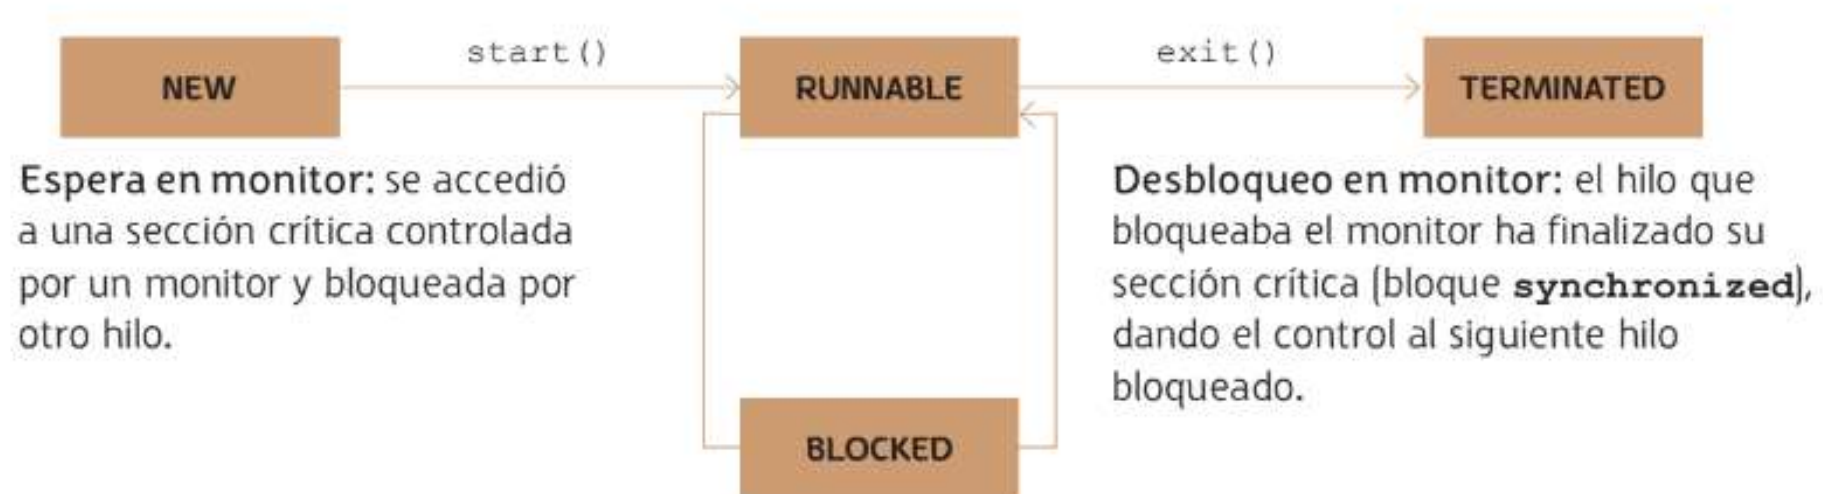 NEW
start()
RUNNABLE
exit()
TERMINATED
Espera en monitor: se accedió
a una sección crítica controlada
por un monitor y bloqueada por
otro hilo.
Desbloqueo en monitor: el hilo que
bloqueaba el monitor ha finalizado su
sección crítica (bloque synchronized),
dando el control al siguiente hilo
bloqueado.
BLOCKED